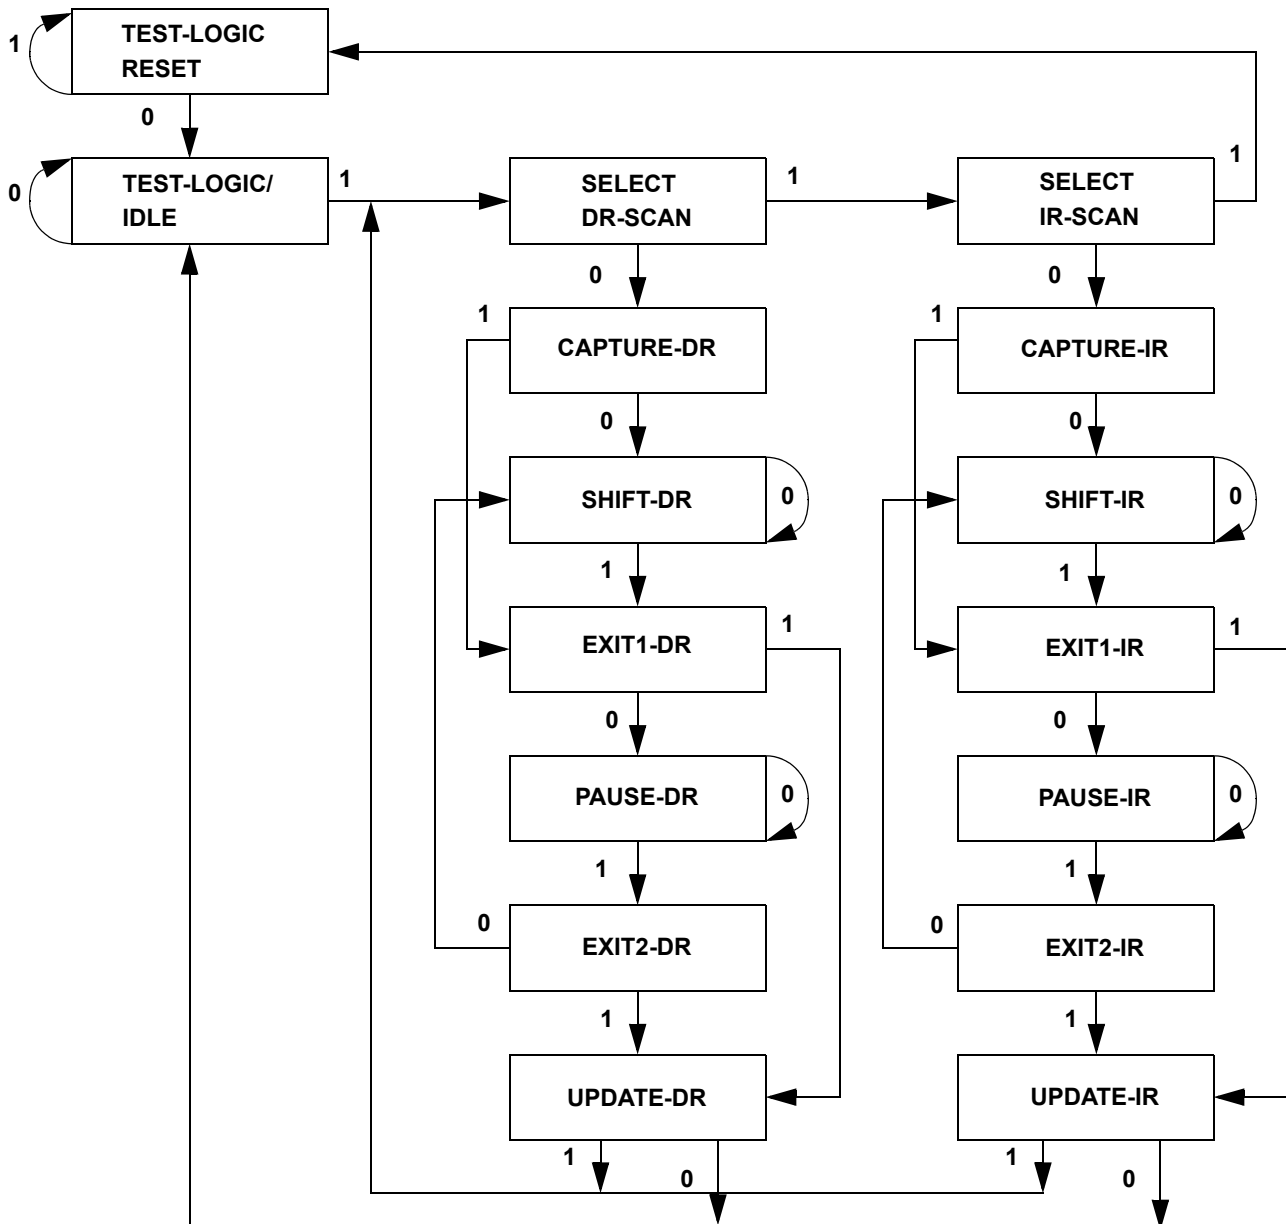 TEST-LOGIC
RESET
1
0
TEST-LOGIC/
IDLE
0
1
SELECT
DR-SCAN
1
SELECT
IR-SCAN
1
0
0
1
CAPTURE-DR
1
CAPTURE-IR
0
0
SHIFT-DR
0
SHIFT-IR
0
1
1
EXIT1-DR
1
EXIT1-IR
1
0
0
PAUSE-DR
0
PAUSE-IR
0
1
1
0
EXIT2-DR
0
EXIT2-IR
1
1
UPDATE-DR
UPDATE-IR
1
0
1
0